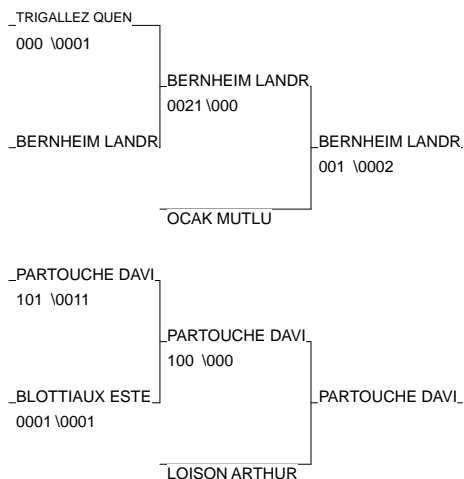 TRIGALLEZ QUEN
000 \0001
BERNHEIM LANDR
0021 \000
BERNHEIM LANDR
BERNHEIM LANDR
001 \0002
OCAK MUTLU
PARTOUCHE DAVI
101 \0011
PARTOUCHE DAVI
100 \000
BLOTTIAUX ESTE
0001 \0001
PARTOUCHE DAVI
LOISON ARTHUR